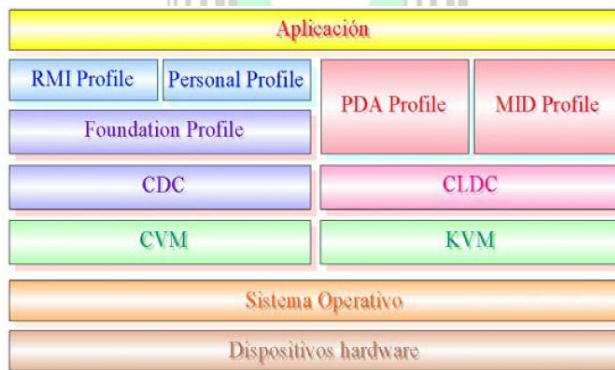 Aplicación
RMI Profile
Personal Profile
PDA Profile
MID Profile
Foundation Profile
CDC
CLDC
CVM
KVM
Sistema Operativo
Dispositivos hardware